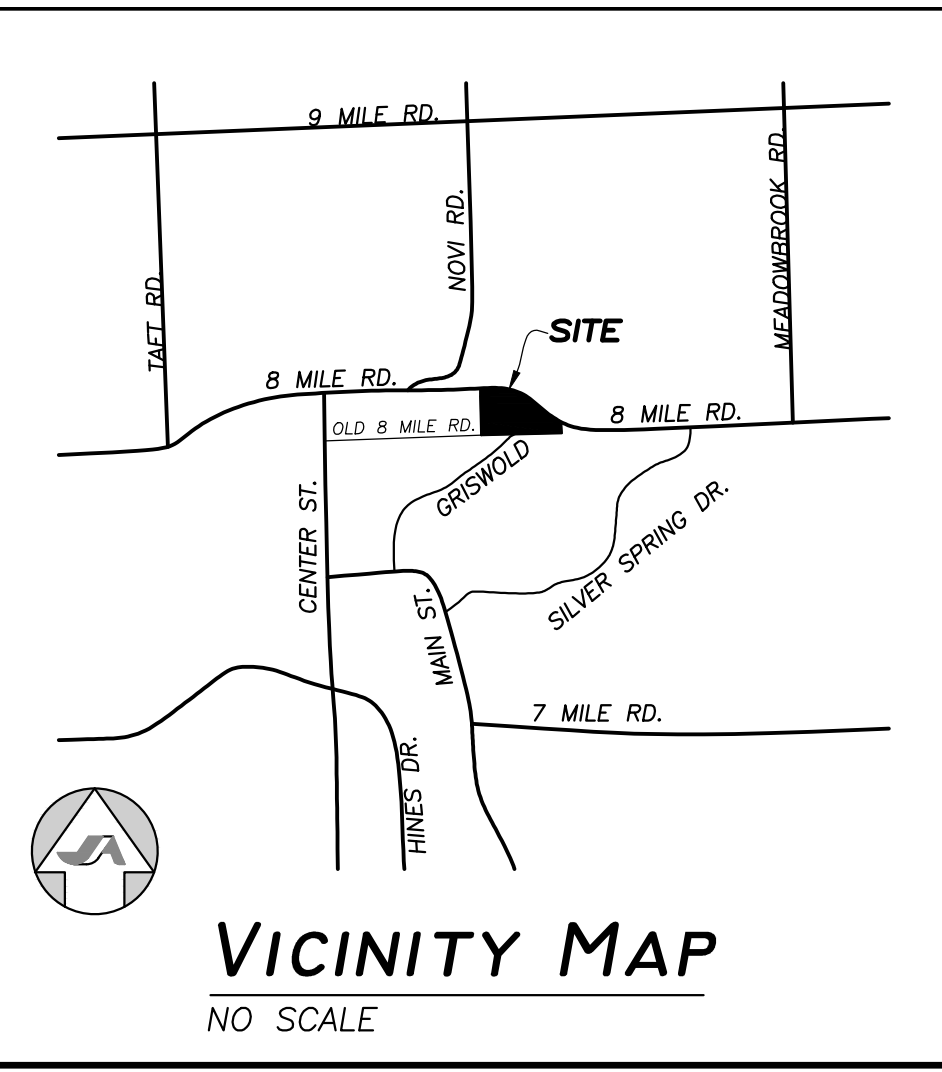 9 MILE RD.
NOVI RD.
MEADOWBROOK RD.
TAFT RD.
SITE
8 MILE RD.
8 MILE RD.
OLD 8 MILE RD.
GRISWOLD
CENTER ST.
SILVER SPRING DR.
MAIN ST.
7 MILE RD.
HINES DR.
VICINITY MAP
NO SCALE